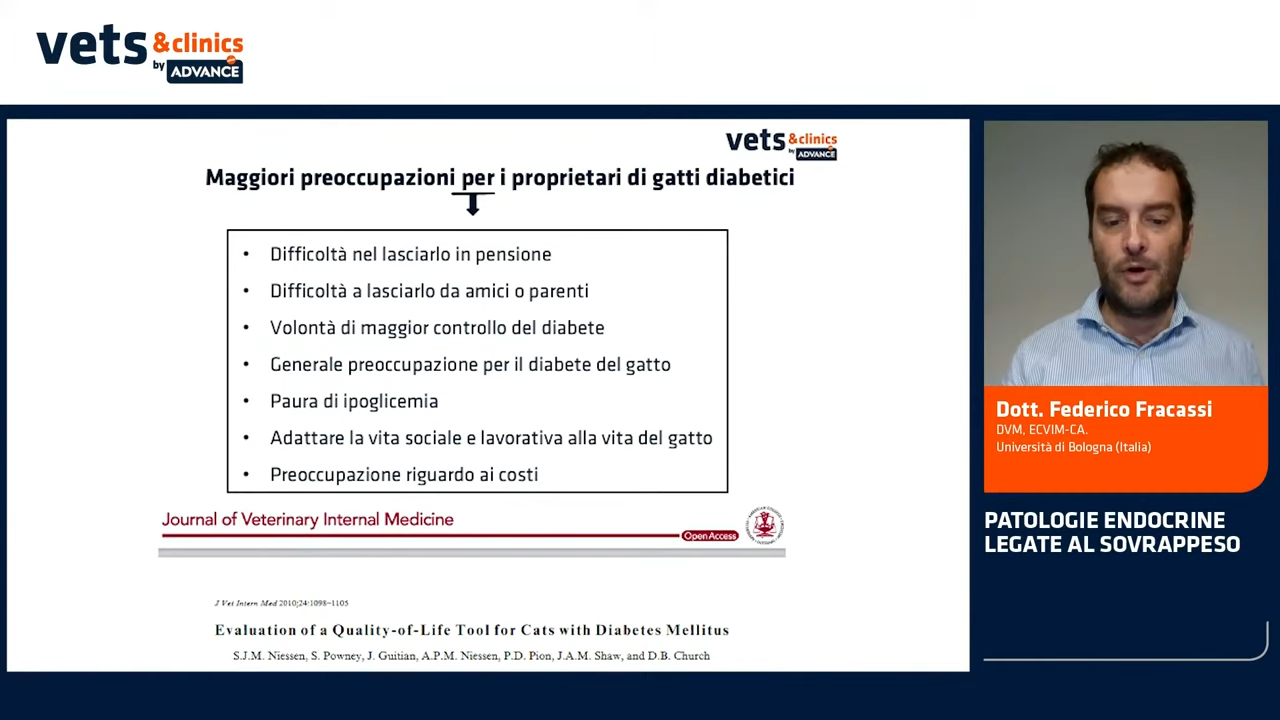 vets &clinics
by ADVANCE
vets &clinics
by ADVANCE
Maggiori preoccupazioni per i proprietari di gatti diabetici
• Difficoltà nel lasciarlo in pensione
• Difficoltà a lasciarlo da amici o parenti
• Volontà di maggior controllo del diabete
• Generale preoccupazione per il diabete del gatto
• Paura di ipoglicemia
• Adattare la vita sociale e lavorativa alla vita del gatto
• Preoccupazione riguardo ai costi
Journal of Veterinary Internal Medicine
Open Access
J Vet Intern Med 2010;24:1098–1105
Evaluation of a Quality-of-Life Tool for Cats with Diabetes Mellitus
S.J.M. Niessen, S. Powney, J. Guitian, A.P.M. Niessen, P.D. Pion, J.A.M. Shaw, and D.B. Church
Dott. Federico Fracassi
DVM, ECVIM-CA.
Università di Bologna (Italia)
PATOLOGIE ENDOCRINE
LEGATE AL SOVRAPPESO